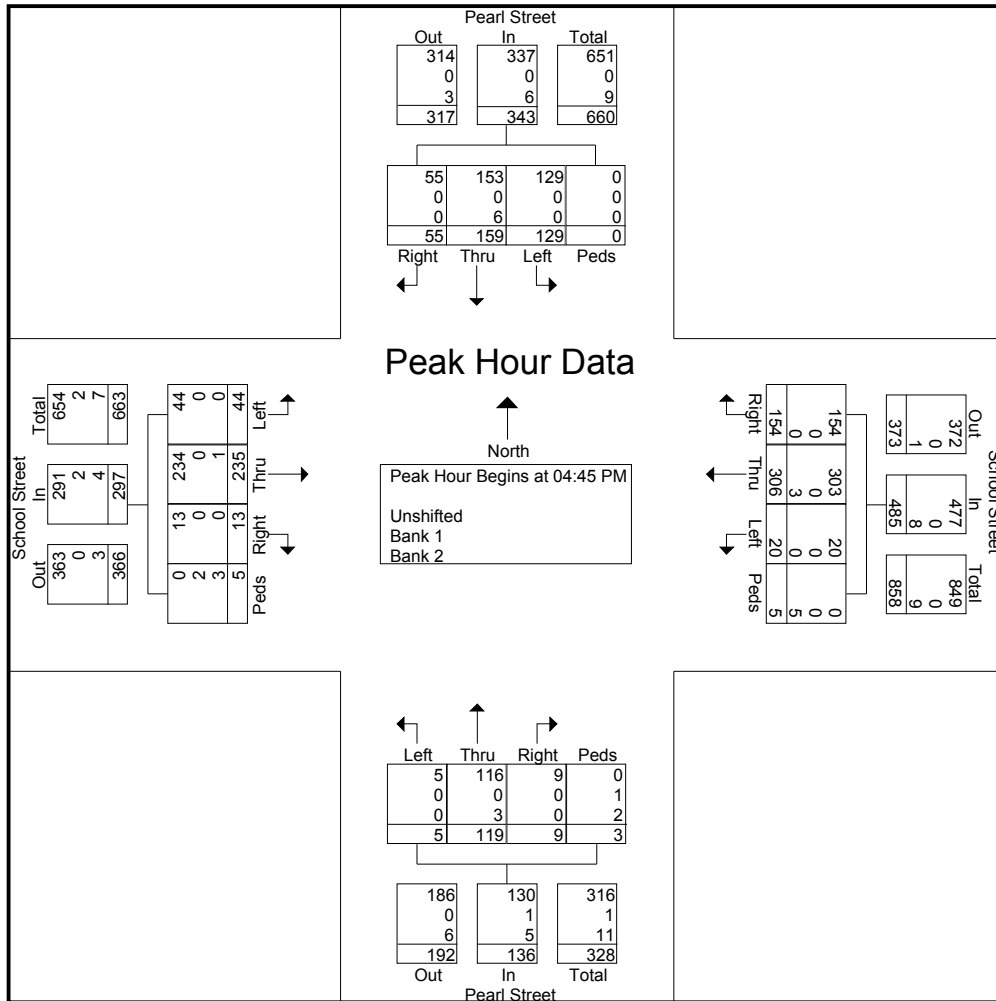 Pearl Street
Out In Total
314 337 651
0 0 0
3 6 9
317 343 660
55 153 129 0
0 0 0 0
0 6 0 0
55 159 129 0
Right Thru Left Peds
Peak Hour Data
North
Peak Hour Begins at 04:45 PM
Unshifted
Bank 1
Bank 2
School Street
Total In Out
654 291 363
2 2 0
7 4 3
663 297 366
44 234 13 0
0 0 0 2
0 1 0 3
44 235 13 5
Left Thru Right Peds
School Street
Out In Total
372 477 849
0 0 0
1 8 9
373 485 858
154 303 20 0
0 0 0 0
0 3 0 5
154 306 20 5
Right Thru Left Peds
Left Thru Right Peds
5 116 9 0
0 0 0 1
0 3 0 2
5 119 9 3
186 130 316
0 1 1
6 5 11
192 136 328
Out In Total
Pearl Street